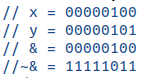 // x = 00000100
// y = 00000101
// & = 00000100
//~& = 11111011